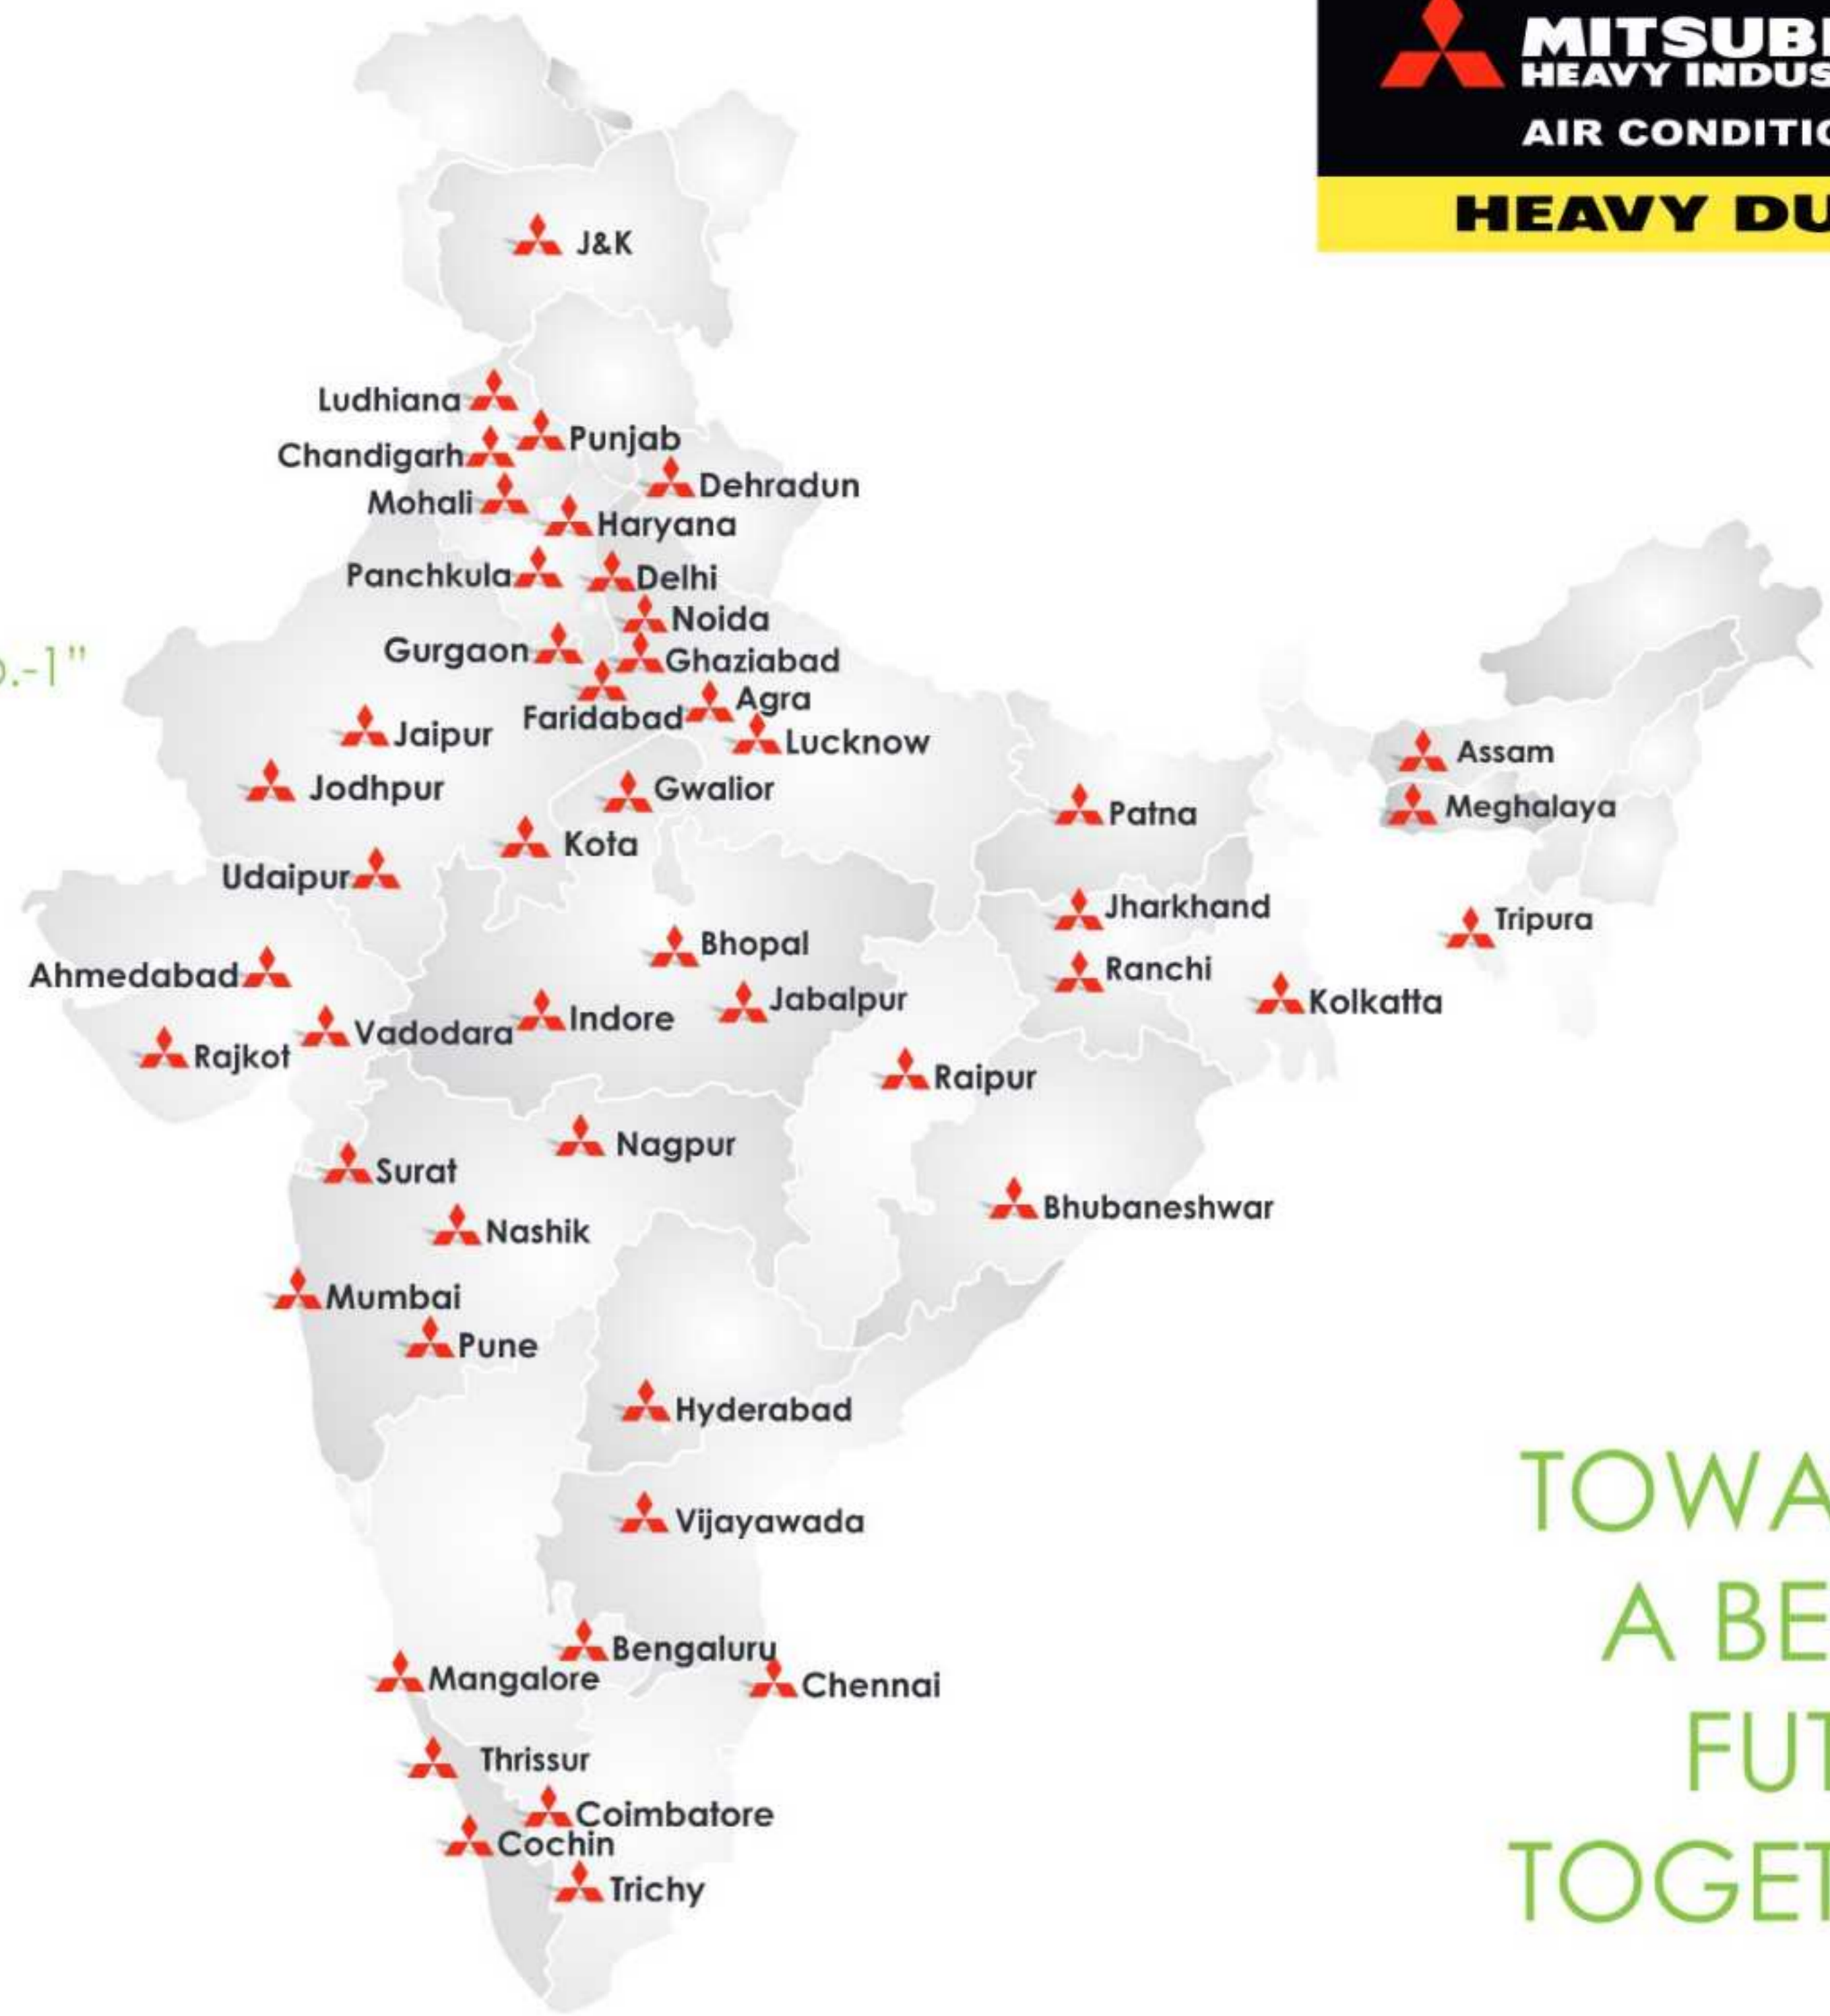 MITSUBI
HEAVY INDUS
AIR CONDITIO
HEAVY DU
J&K
Ludhiana
Punjab
Chandigarh
Dehradun
Mohali
Haryana
Panchkula
Delhi
Noida
o.-1"
Gurgaon
Ghaziabad
Agra
Faridabad
Jaipur
Lucknow
Assam
Jodhpur
Gwalior
Meghalaya
Patna
Kota
Udaipur
Jharkhand
Tripura
Bhopal
Ranchi
Ahmedabad
Jabalpur
Kolkatta
Indore
Vadodara
Rajkot
Raipur
Nagpur
Surat
Bhubaneshwar
Nashik
Mumbai
Pune
Hyderabad
Vijayawada
Bengaluru
Mangalore
Chennai
Thrissur
Coimbatore
Cochin
Trichy
TOWA
A BE
FUT
TOGET